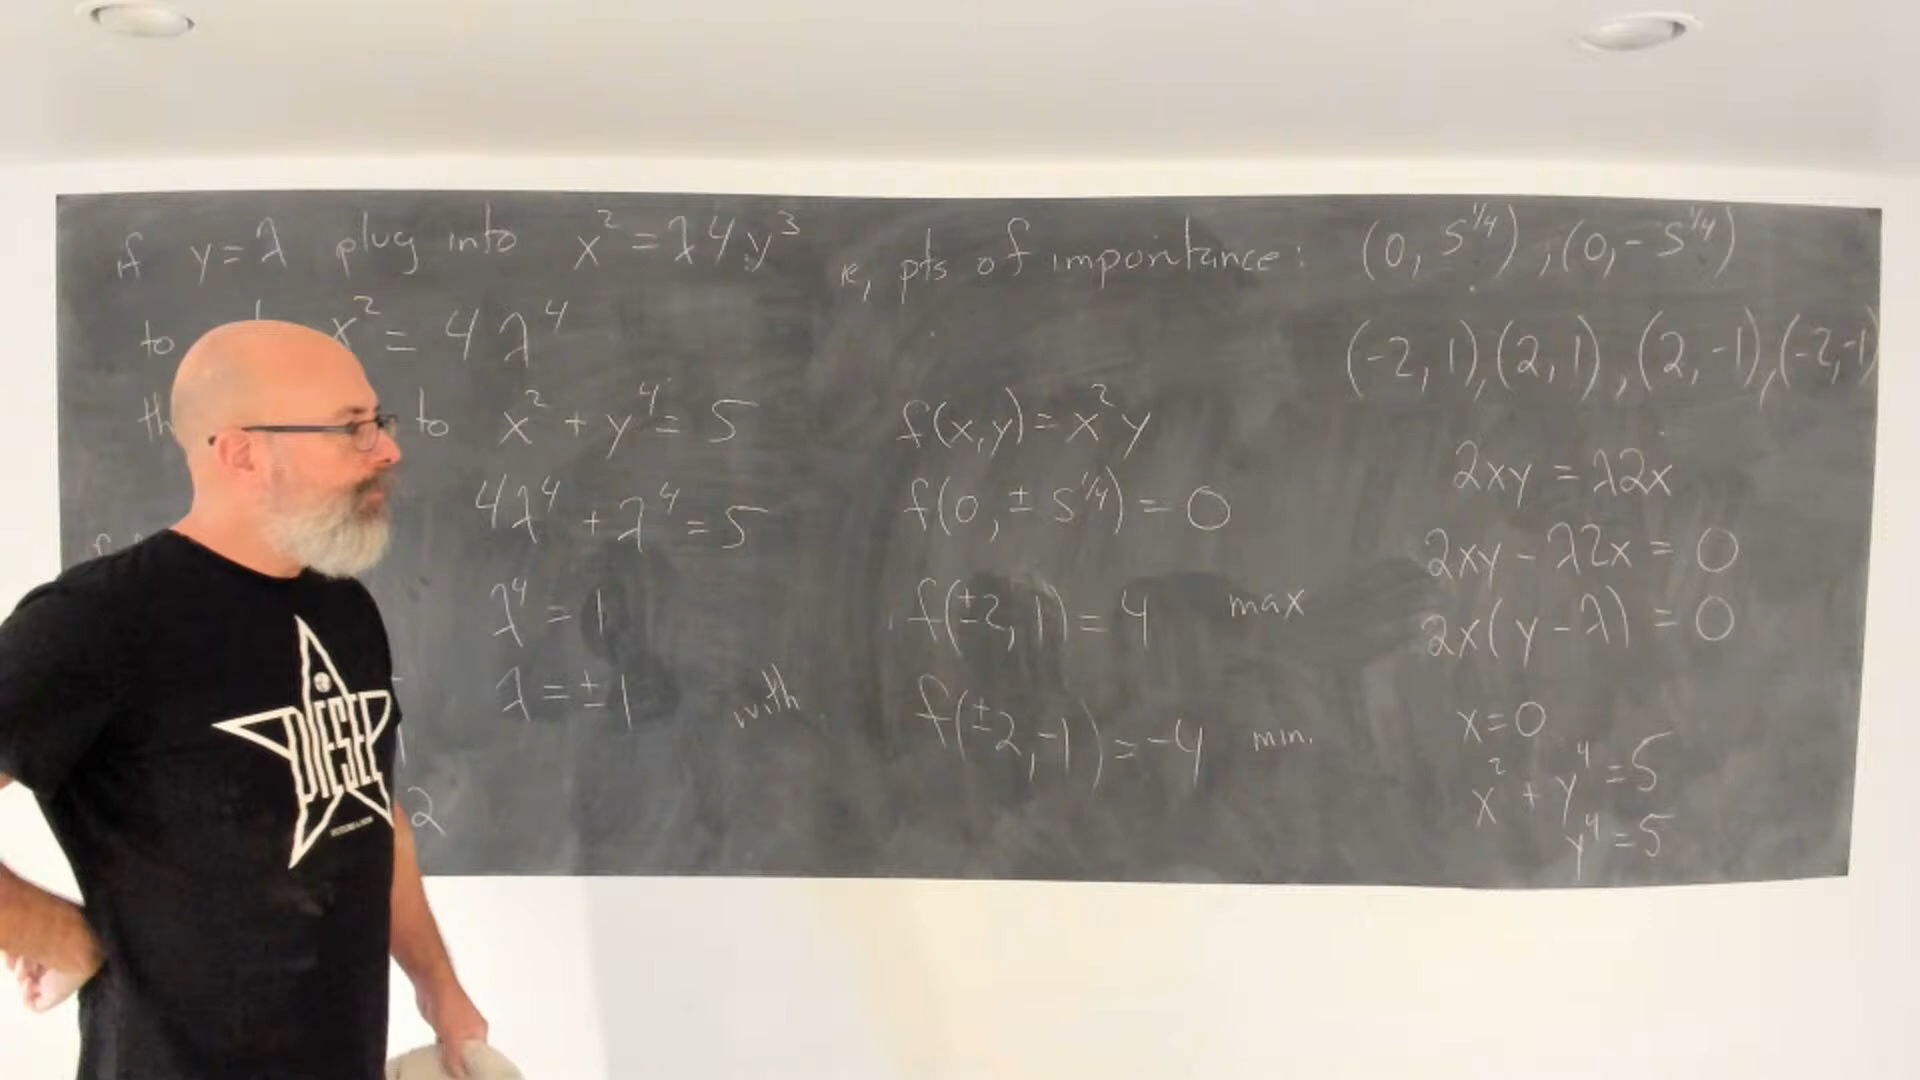 if y=λ plug into x²=λ4y³
to x² = 4λ⁴
to x² + y⁴ = 5
4λ⁴ + λ⁴ = 5
λ⁴ = 1
λ = ±1
with
2
ie, pts of importance: (0, 5^{1/4}), (0, -5^{1/4})
(-2, 1), (2, 1), (2, -1), (-2, -1)
f(x,y) = x²y
f(0, ±5^{1/4}) = 0
f(±2, 1) = 4 max
f(±2, -1) = -4 min.
2xy = λ2x
2xy - λ2x = 0
2x(y - λ) = 0
x=0
x² + y⁴ = 5
y⁴ = 5
DIESEL